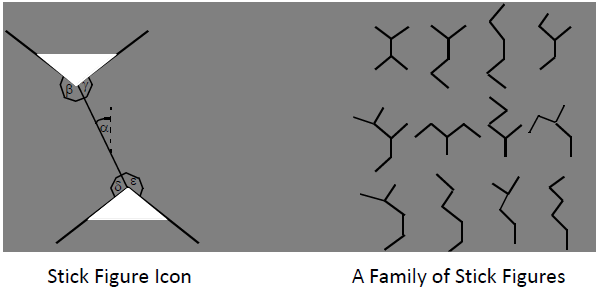 β γ
α
δ ε
Stick Figure Icon
A Family of Stick Figures